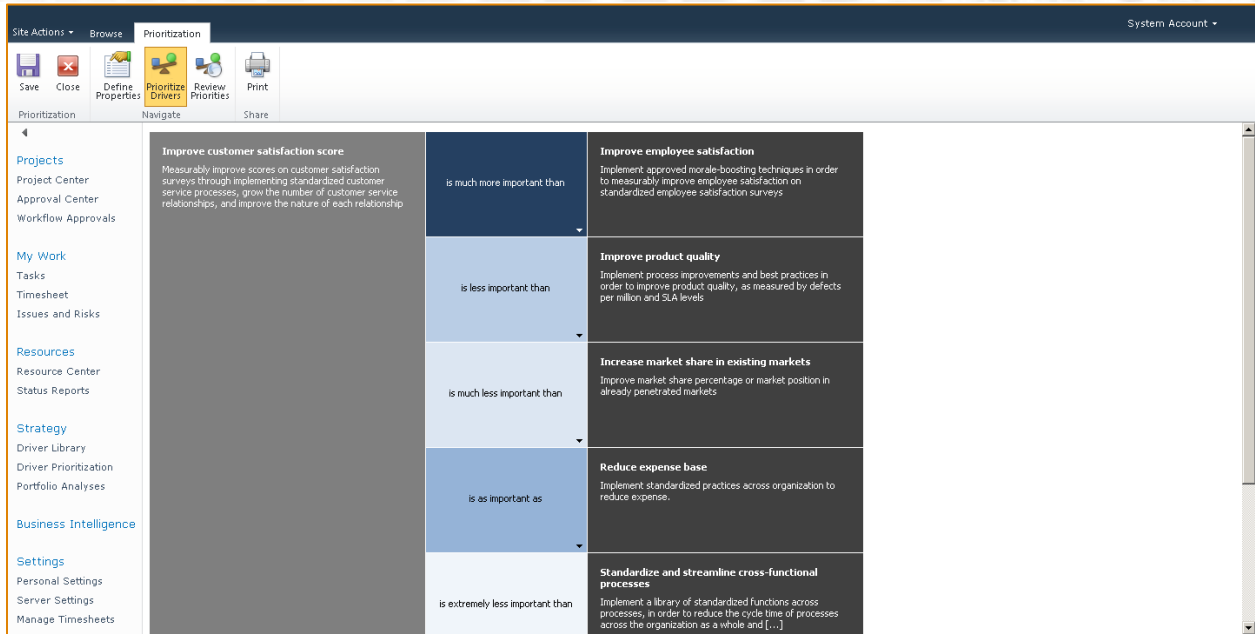 System Account
Site Actions
Browse
Prioritization
Save
Close
Define
Properties
Prioritize
Drivers
Review
Priorities
Print
Prioritization
Navigate
Share
Projects
Project Center
Approval Center
Workflow Approvals
My Work
Tasks
Timesheet
Issues and Risks
Resources
Resource Center
Status Reports
Strategy
Driver Library
Driver Prioritization
Portfolio Analyses
Business Intelligence
Settings
Personal Settings
Server Settings
Manage Timesheets
Improve customer satisfaction score
Measurably improve scores on customer satisfaction
surveys through implementing standardized customer
service processes, grow the number of customer service
relationships, and improve the nature of each relationship
is much more important than
Improve employee satisfaction
Implement approved morale-boosting techniques in order
to measurably improve employee satisfaction on
standardized employee satisfaction surveys
is less important than
Improve product quality
Implement process improvements and best practices in
order to improve product quality, as measured by defects
per million and SLA levels
is much less important than
Increase market share in existing markets
Improve market share percentage or market position in
already penetrated markets
is as important as
Reduce expense base
Implement standardized practices across organization to
reduce expense.
is extremely less important than
Standardize and streamline cross-functional
processes
Implement a library of standardized functions across
processes, in order to reduce the cycle time of processes
across the organization as a whole and [...]